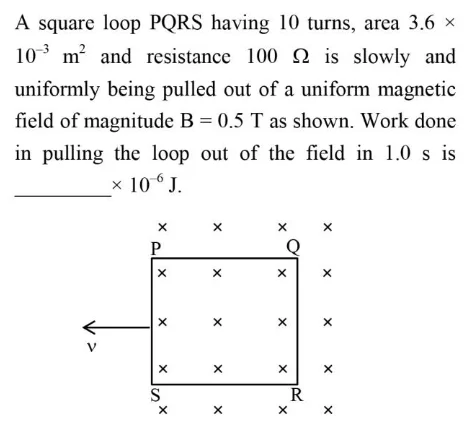 A square loop PQRS having 10 turns, area 3.6 ×
10⁻³ m² and resistance 100 Ω is slowly and
uniformly being pulled out of a uniform magnetic
field of magnitude B = 0.5 T as shown. Work done
in pulling the loop out of the field in 1.0 s is
__________× 10⁻⁶ J.
× × × ×
P Q
× × × ×
× × × ×
v
× × × ×
S R
× × × ×